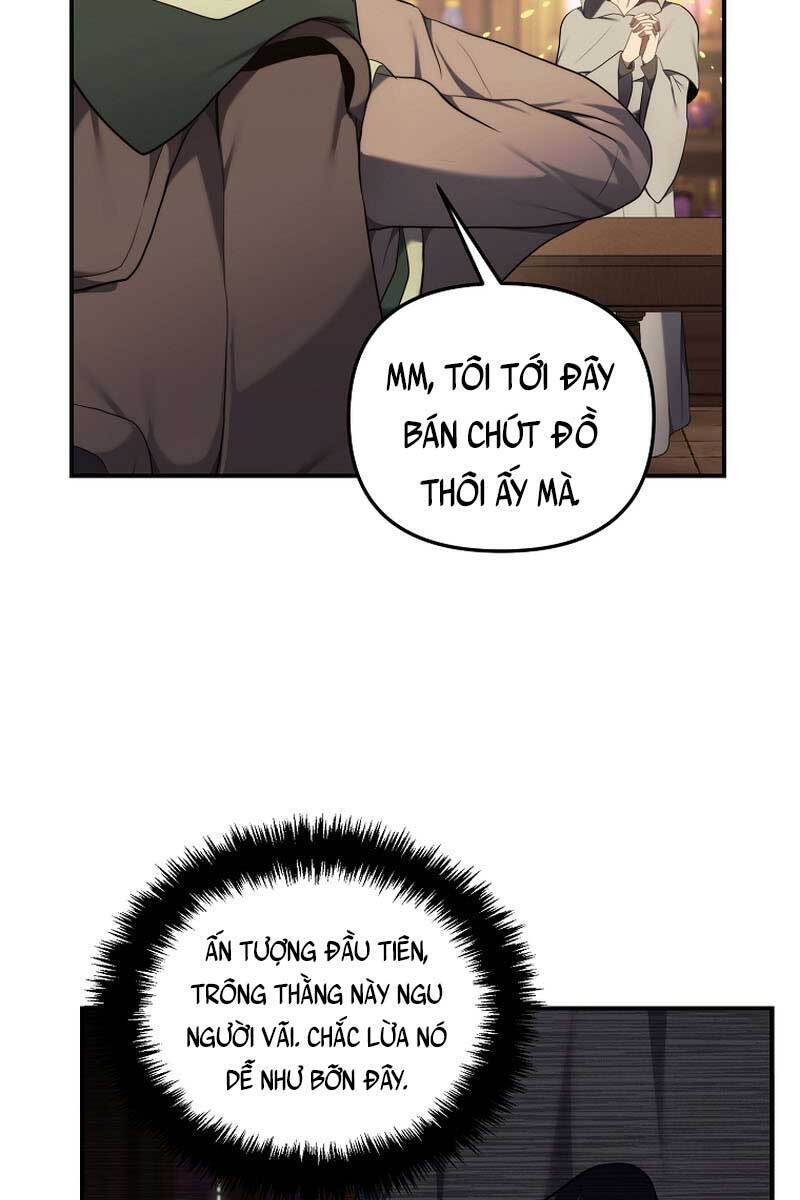 MM, TÔI TỚI ĐÂY
BÁN CHÚT ĐỒ
THÔI ẤY MÀ.
ẤN TƯỢNG ĐẦU TIÊN,
TRÔNG THẰNG NÀY NGU
NGƯỜI VÃI. CHẮC LỪA NÓ
DỄ NHƯ BỠN ĐÂY.